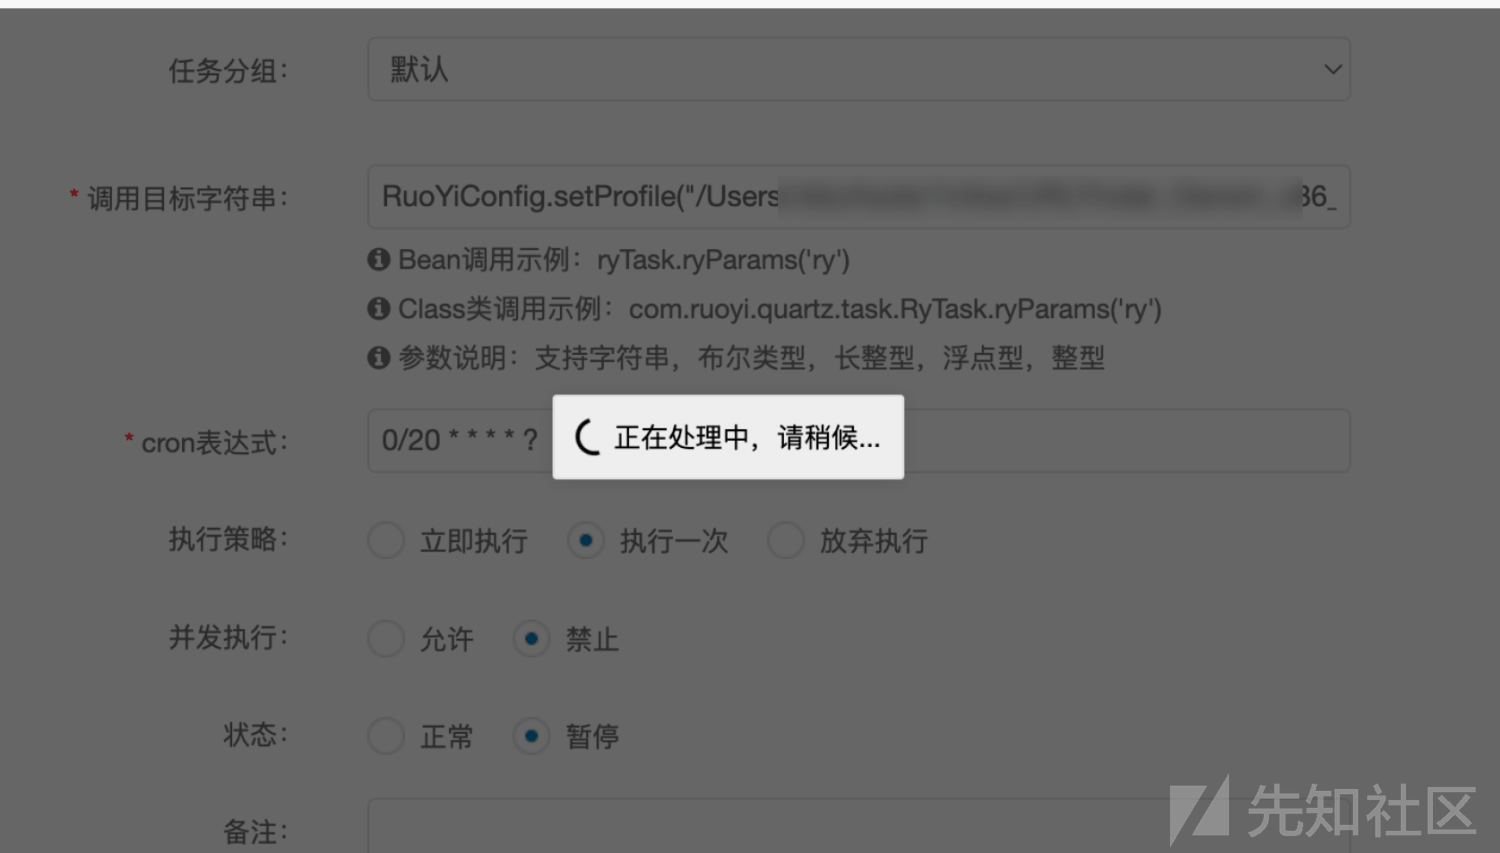 任务分组： 默认
* 调用目标字符串： RuoYiConfig.setProfile("/Users 86_
Bean调用示例：ryTask.ryParams('ry')
Class类调用示例：com.ruoyi.quartz.task.RyTask.ryParams('ry')
参数说明：支持字符串，布尔类型，长整型，浮点型，整型
* cron表达式： 0/20 * * * * ?
正在处理中，请稍候...
执行策略： 立即执行 执行一次 放弃执行
并发执行： 允许 禁止
状态： 正常 暂停
备注：
先知社区